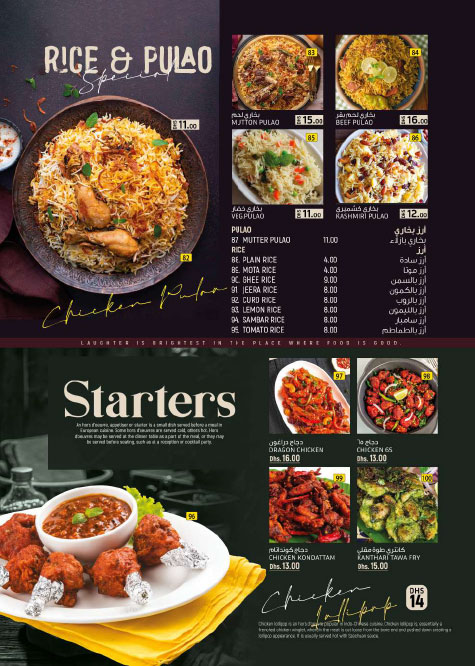 RICE & PULAO
Special
DHS 11.00
82
Chicken Pulao
83
بخاري لحم
MUTTON PULAO
DHS 15.00
84
بخاري لحم بقر
BEEF PULAO
DHS 16.00
85
بخاري خضار
VEG PULAO
DHS 11.00
86
بخاري كشميري
KASHMIRI PULAO
DHS 12.00
PULAO أرز بخاري
87 MUTTER PULAO 11.00 بخاري بازلاء
RICE أرز
88. PLAIN RICE 4.00 أرز سادة
89. MOTA RICE 4.00 أرز موتا
90. GHEE RICE 9.00 أرز بالسمن
91 JEERA RICE 8.00 أرز بالكمون
92 CURD RICE 8.00 أرز بالروب
93 LEMON RICE 8.00 أرز بالليمون
94 SAMBAR RICE 8.00 أرز سامبار
95 TOMATO RICE 8.00 أرز بالطماطم
LAUGHTER IS BRIGHTEST IN THE PLACE WHERE FOOD IS GOOD.
Starters
An hors d'oeuvre, appetiser or starter is a small dish served before a meal in
European cuisine. Some hors d'oeuvres are served cold, others hot. Hors
d'oeuvres may be served at the dinner table as a part of the meal, or they may
be served before seating, such as at a reception or cocktail party.
96
97
دجاج دراغون
DRAGON CHICKEN
Dhs. 16.00
98
دجاج ٦٥
CHICKEN 65
Dhs. 13.00
99
دجاج كونداتام
CHICKEN KONDATTAM
Dhs. 13.00
100
كانتري طوة مقلي
KANTHARI TAWA FRY
Dhs. 15.00
Chicken
lollipop
DHS
14
Chicken lollipop is an hors d'oeuvre popular in Indo-Chinese cuisine. Chicken lollipop is, essentially a
frenched chicken winglet, wherein the meat is cut loose from the bone end and pushed down creating a
lollipop appearance. It is usually served hot with Szechuan sauce.